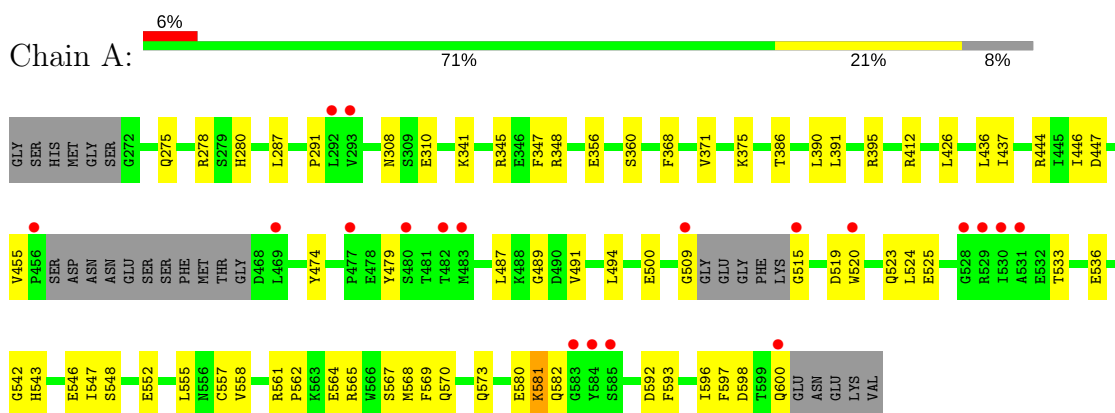 6%
Chain A:
71% 21% 8%
GLY SER HIS MET GLY SER G272 Q275 R278 S279 H280 L287 P291 L292 V293 N308 S309 E310 K341 R345 E346 F347 R348 E356 S360 F368 V371 K375 T386 L390 L391 R395 R412 L426 L436 I437 R444 I445 I446 D447
V455 P456 SER ASP ASN ASN GLU SER SER PHE MET THR GLY D468 L469 Y474 P477 E478 Y479 S480 T481 T482 M483 L487 K488 G489 D490 V491 L494 E500 G509 GLY GLU GLY PHE LYS G515 D519 W520 Q523 L524 E525 G528 R529 I530 A531 E532 T533 E536
G542 H543 E546 I547 S548 E552 L555 N556 C557 V558 R561 P562 K563 E564 R565 W566 S567 M568 F569 Q570 Q573 E580 K581 Q582 G583 Y584 S585 D592 F593 I596 F597 D598 T599 Q600 GLU ASN GLU LYS VAL